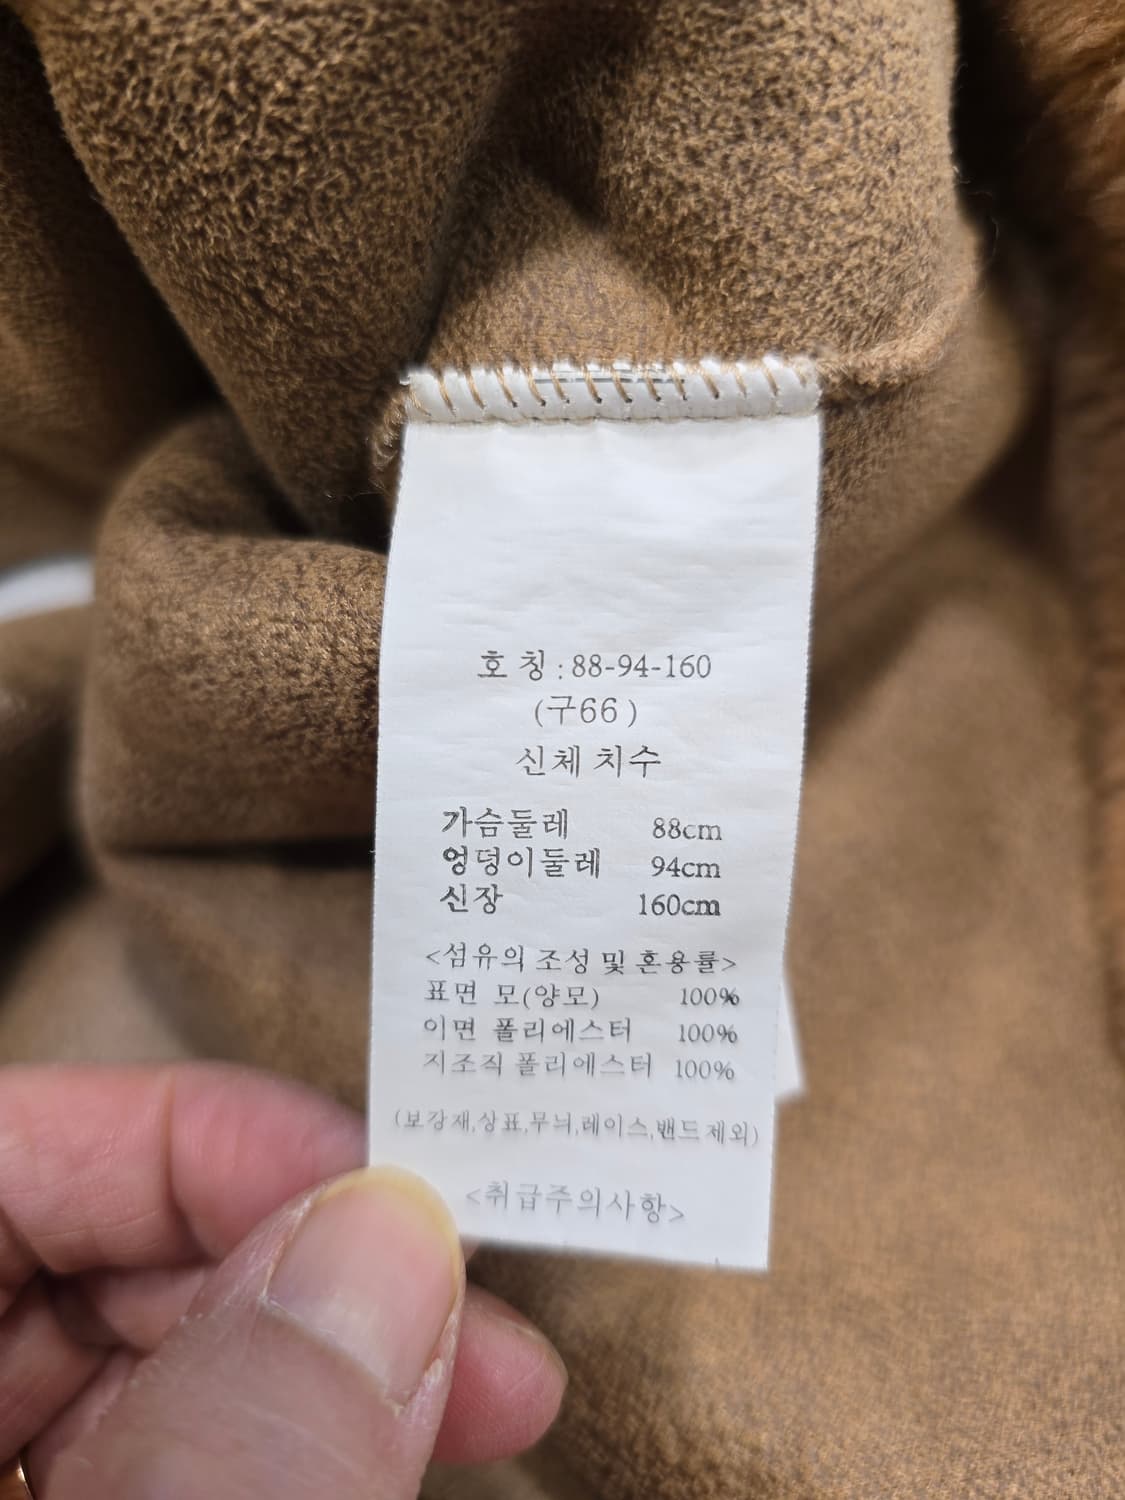 호 칭 : 88-94-160
(구66 )
신체 치수
가슴둘레 88cm
엉덩이둘레 94cm
신장 160cm
<섬유의 조성 및 혼용률>
표면 모(양모) 100%
이면 폴리에스터 100%
지조직 폴리에스터 100%
(보강재,상표,무늬,레이스,밴드 제외)
<취급주의사항>